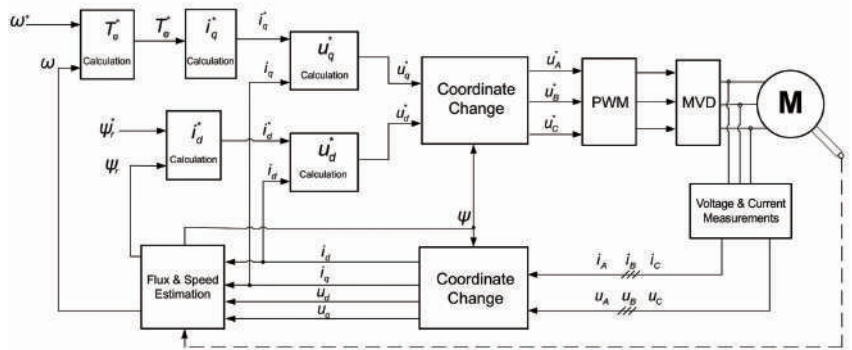 ω*
T*e
Calculation
T*e
i*q
Calculation
i*q
u*q
Calculation
u*q
ω
iq
Coordinate
Change
u*A
u*B
u*C
PWM
MVD
M
ψ*r
i*d
Calculation
i*d
u*d
Calculation
u*d
ψr
id
Voltage & Current
Measurements
ψ
Flux & Speed
Estimation
id
iq
ud
uq
Coordinate
Change
iA iB iC
uA uB uC